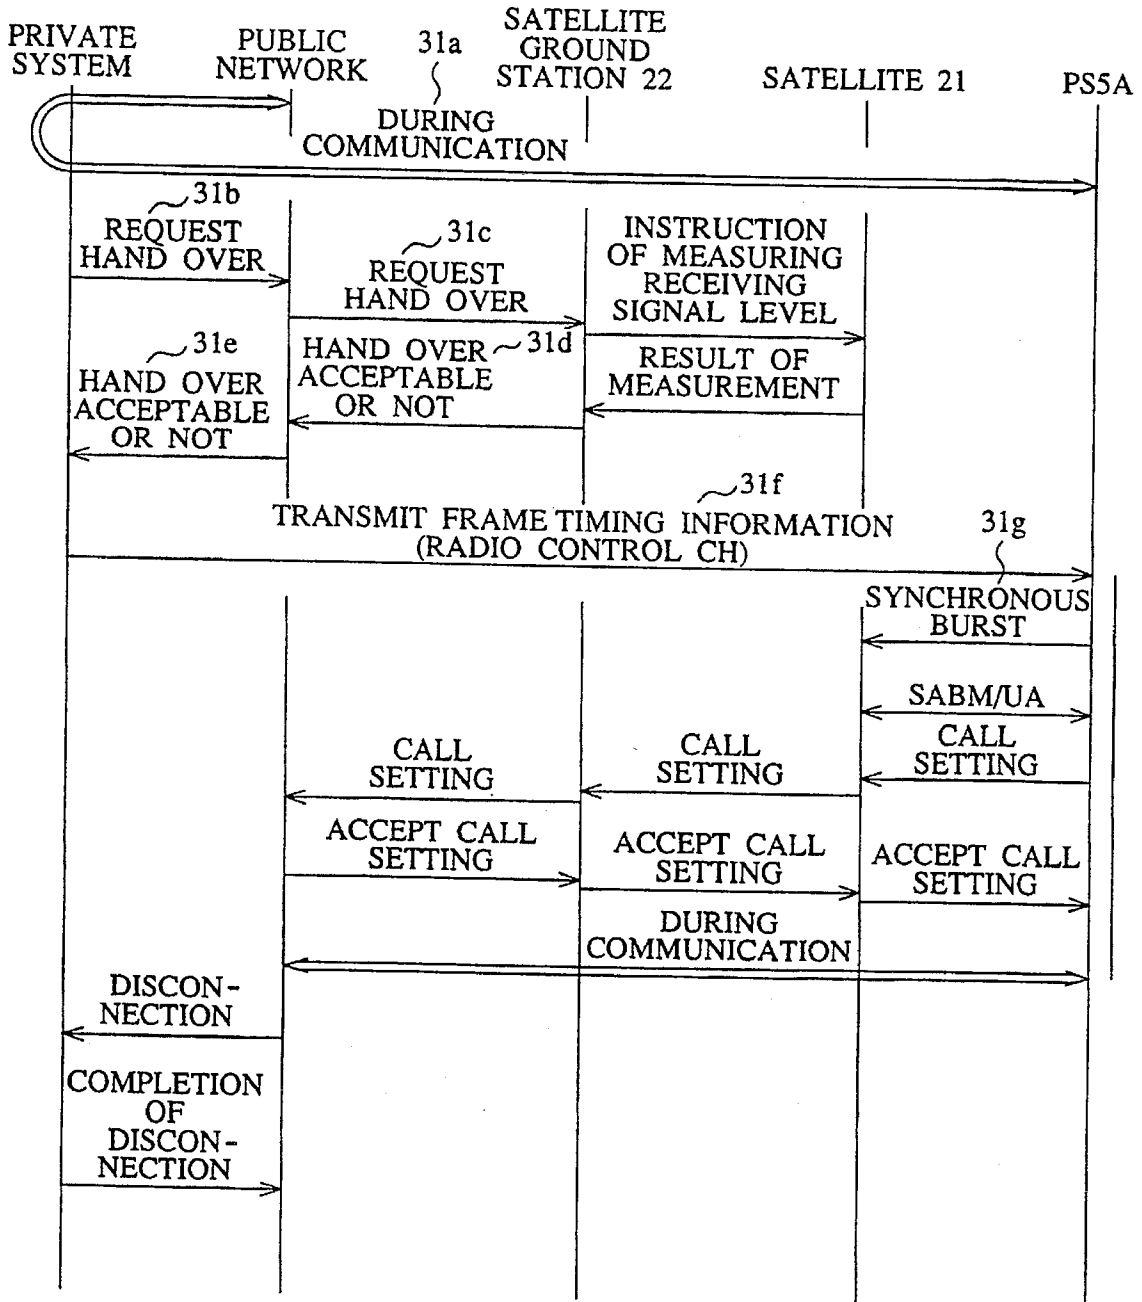 PRIVATE
SYSTEM
PUBLIC
NETWORK
31a
SATELLITE
GROUND
STATION 22
SATELLITE 21
PS5A
DURING
COMMUNICATION
31b
REQUEST
HAND OVER
31c
REQUEST
HAND OVER
INSTRUCTION
OF MEASURING
RECEIVING
SIGNAL LEVEL
31e
HAND OVER
ACCEPTABLE
OR NOT
HAND OVER 31d
ACCEPTABLE
OR NOT
RESULT OF
MEASUREMENT
31f
TRANSMIT FRAME TIMING INFORMATION
(RADIO CONTROL CH)
31g
SYNCHRONOUS
BURST
SABM/UA
CALL
SETTING
CALL
SETTING
CALL
SETTING
ACCEPT CALL
SETTING
ACCEPT CALL
SETTING
ACCEPT CALL
SETTING
DURING
COMMUNICATION
DISCON-
NECTION
COMPLETION
OF
DISCON-
NECTION